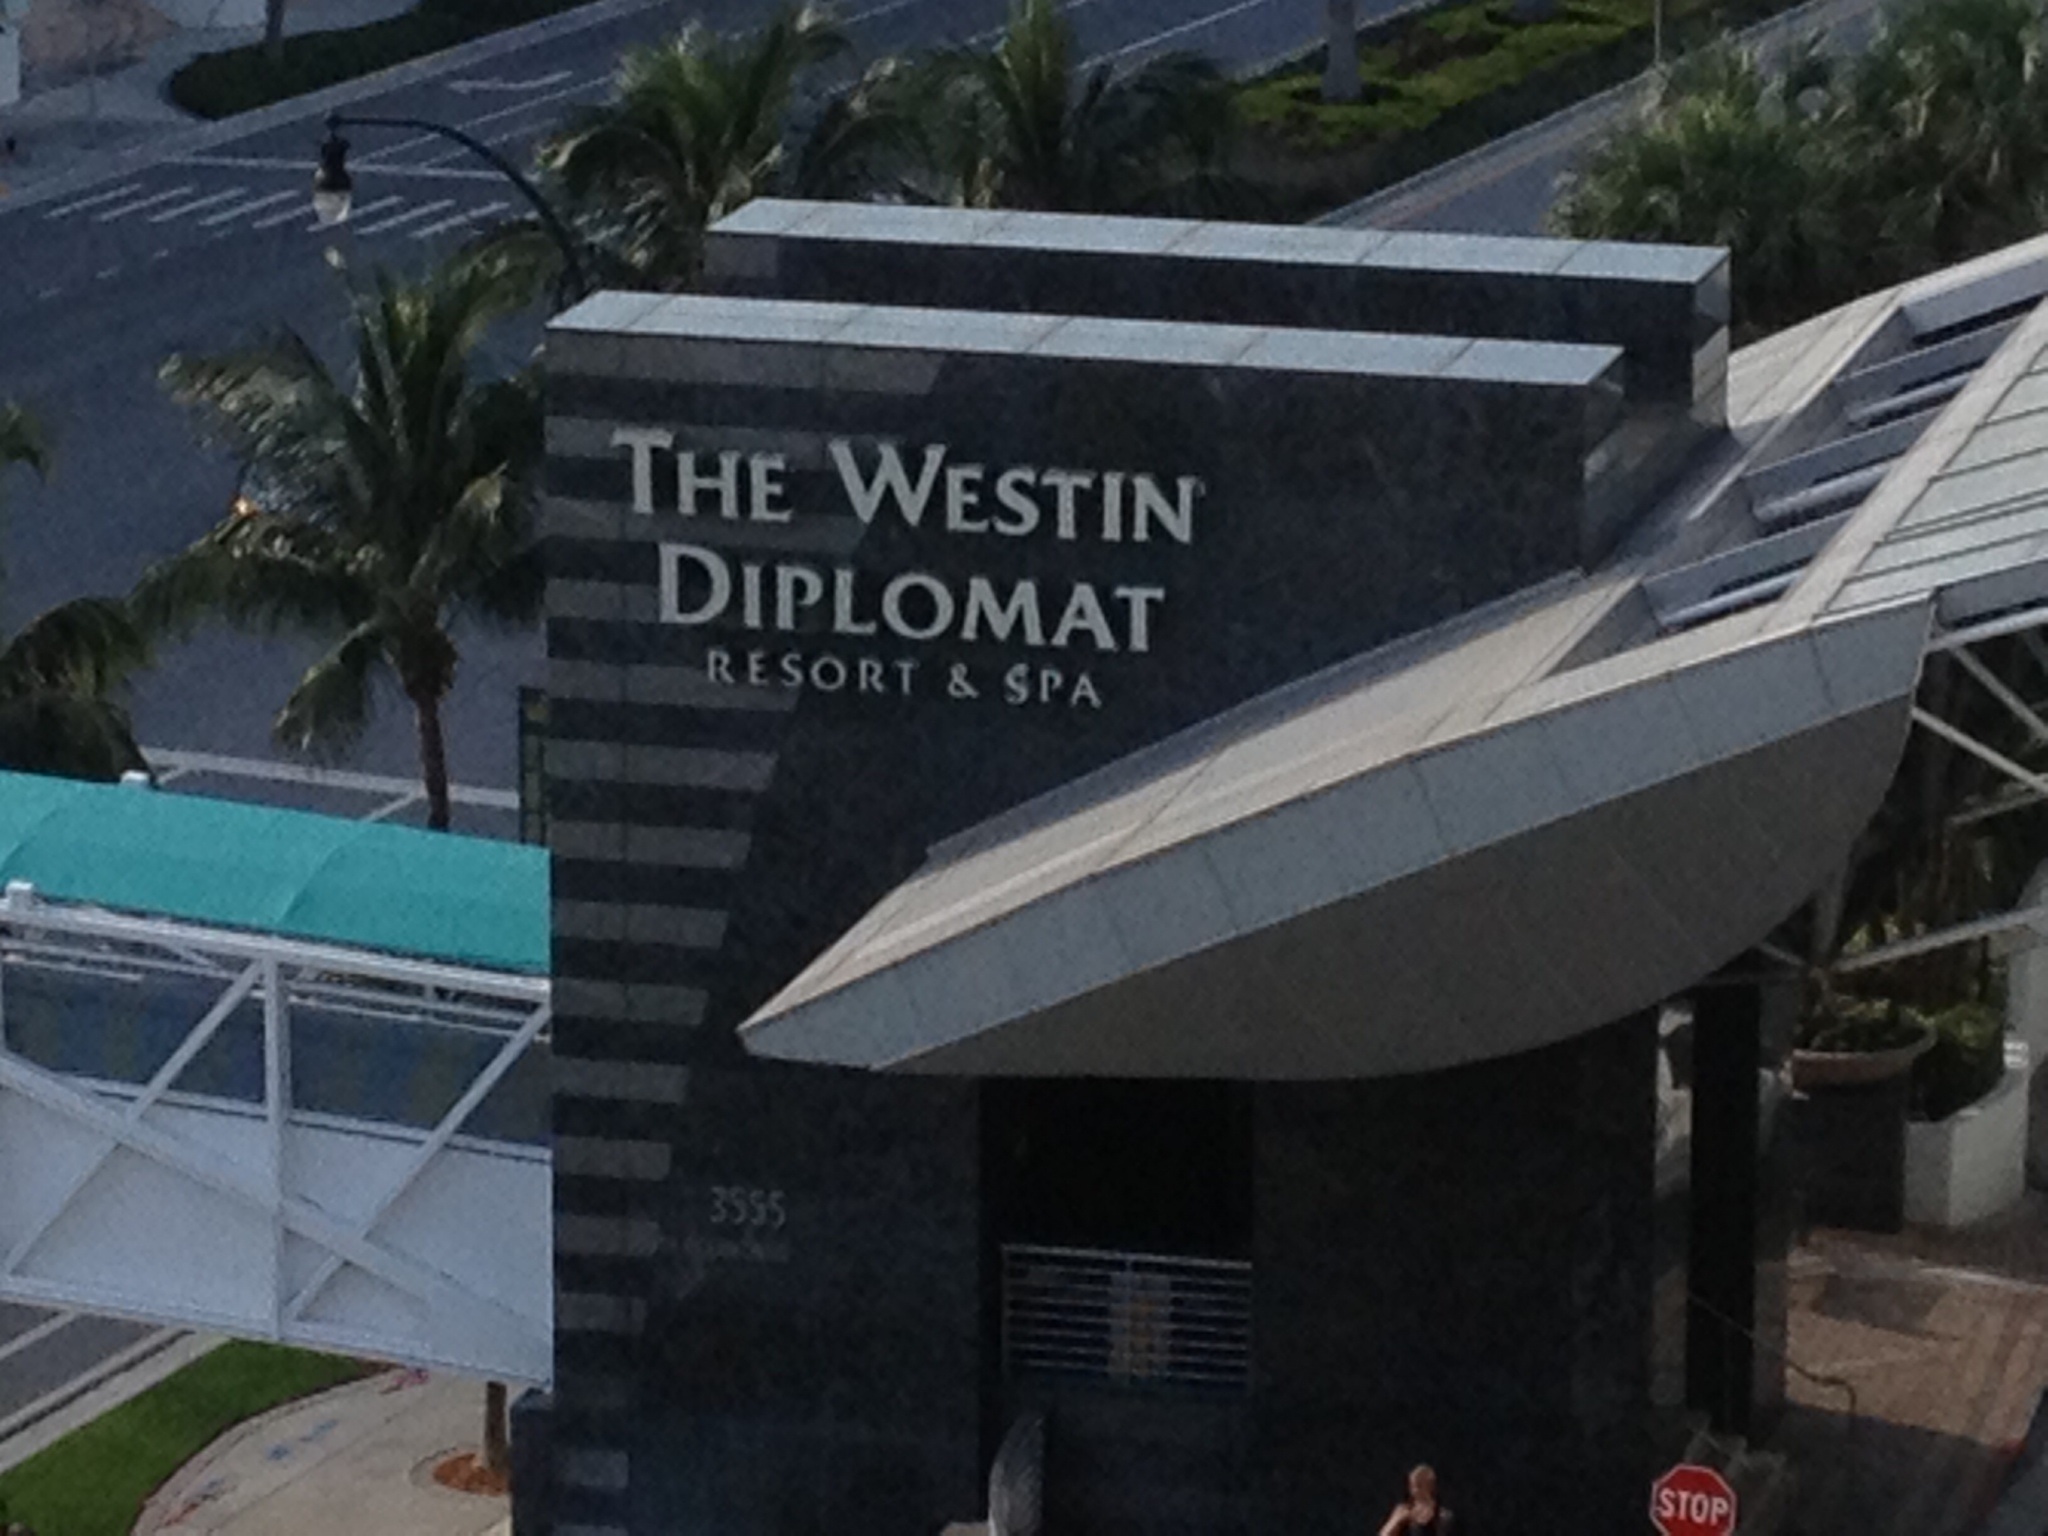 THE WESTIN
DIPLOMAT
RESORT & SPA
3555
STOP